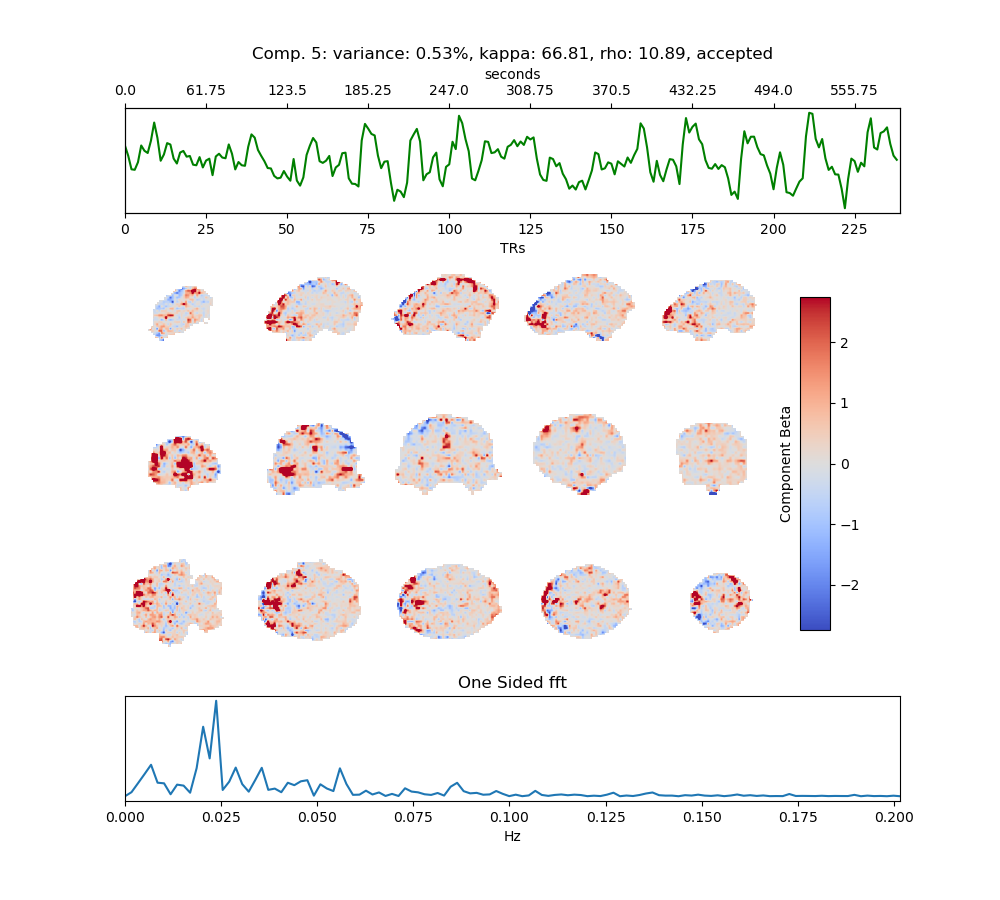 Comp. 5: variance: 0.53%, kappa: 66.81, rho: 10.89, accepted
seconds
0.0 61.75 123.5 185.25 247.0 308.75 370.5 432.25 494.0 555.75
0 25 50 75 100 125 150 175 200 225
TRs
2
1
0
−1
−2
Component Beta
One Sided fft
0.000 0.025 0.050 0.075 0.100 0.125 0.150 0.175 0.200
Hz